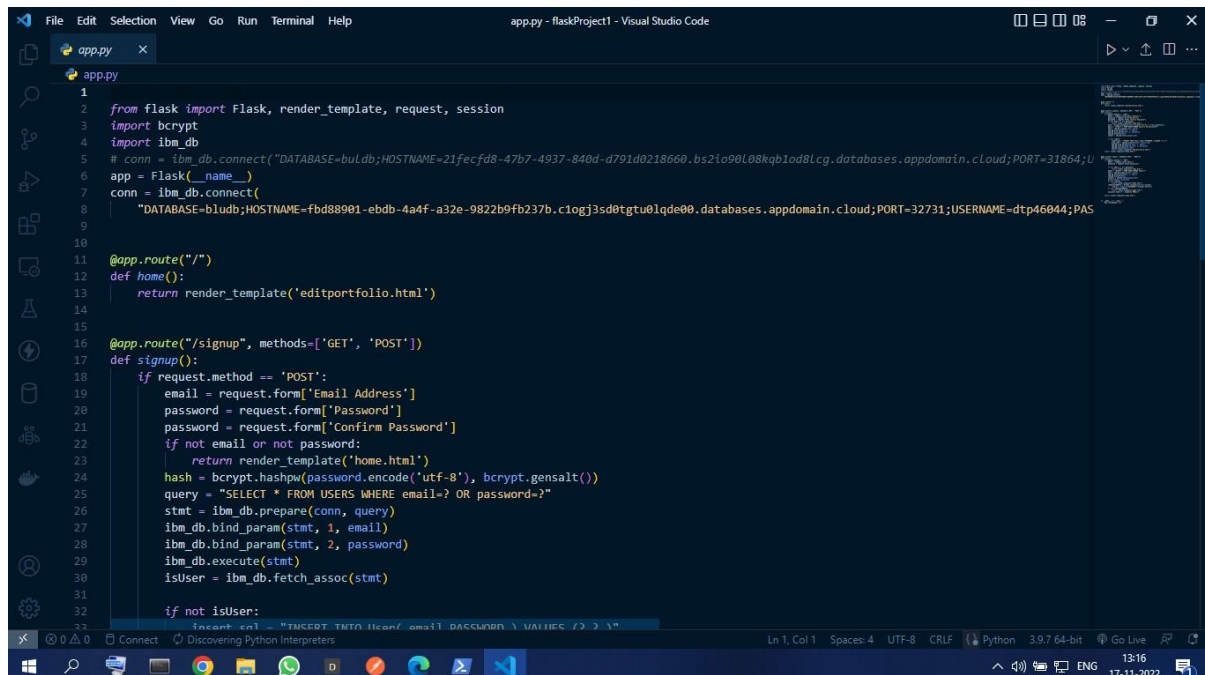 File Edit Selection View Go Run Terminal Help app.py - flaskProject1 - Visual Studio Code
app.py
app.py
1
2 from flask import Flask, render_template, request, session
3 import bcrypt
4 import ibm_db
5 # conn = ibm_db.connect("DATABASE=buldb;HOSTNAME=21fecfd8-47b7-4937-840d-d791d0218660.bs2io90l08kqb1od8lcg.databases.appdomain.cloud;PORT=31864;U
6 app = Flask(__name__)
7 conn = ibm_db.connect(
8 "DATABASE=bludb;HOSTNAME=fbd88901-ebdb-4a4f-a32e-9822b9fb237b.c1ogj3sd0tgtu0lqde00.databases.appdomain.cloud;PORT=32731;USERNAME=dtp46044;PAS
9
10
11 @app.route("/")
12 def home():
13 return render_template('editportfolio.html')
14
15
16 @app.route("/signup", methods=['GET', 'POST'])
17 def signup():
18 if request.method == 'POST':
19 email = request.form['Email Address']
20 password = request.form['Password']
21 password = request.form['Confirm Password']
22 if not email or not password:
23 return render_template('home.html')
24 hash = bcrypt.hashpw(password.encode('utf-8'), bcrypt.gensalt())
25 query = "SELECT * FROM USERS WHERE email=? OR password=?"
26 stmt = ibm_db.prepare(conn, query)
27 ibm_db.bind_param(stmt, 1, email)
28 ibm_db.bind_param(stmt, 2, password)
29 ibm_db.execute(stmt)
30 isUser = ibm_db.fetch_assoc(stmt)
31
32 if not isUser:
33 insert_sql = "INSERT INTO User( email,PASSWORD ) VALUES (?,?,)"
0 0 Connect Discovering Python Interpreters Ln 1, Col 1 Spaces: 4 UTF-8 CRLF Python 3.9.7 64-bit Go Live
D ENG 13:16
17-11-2022